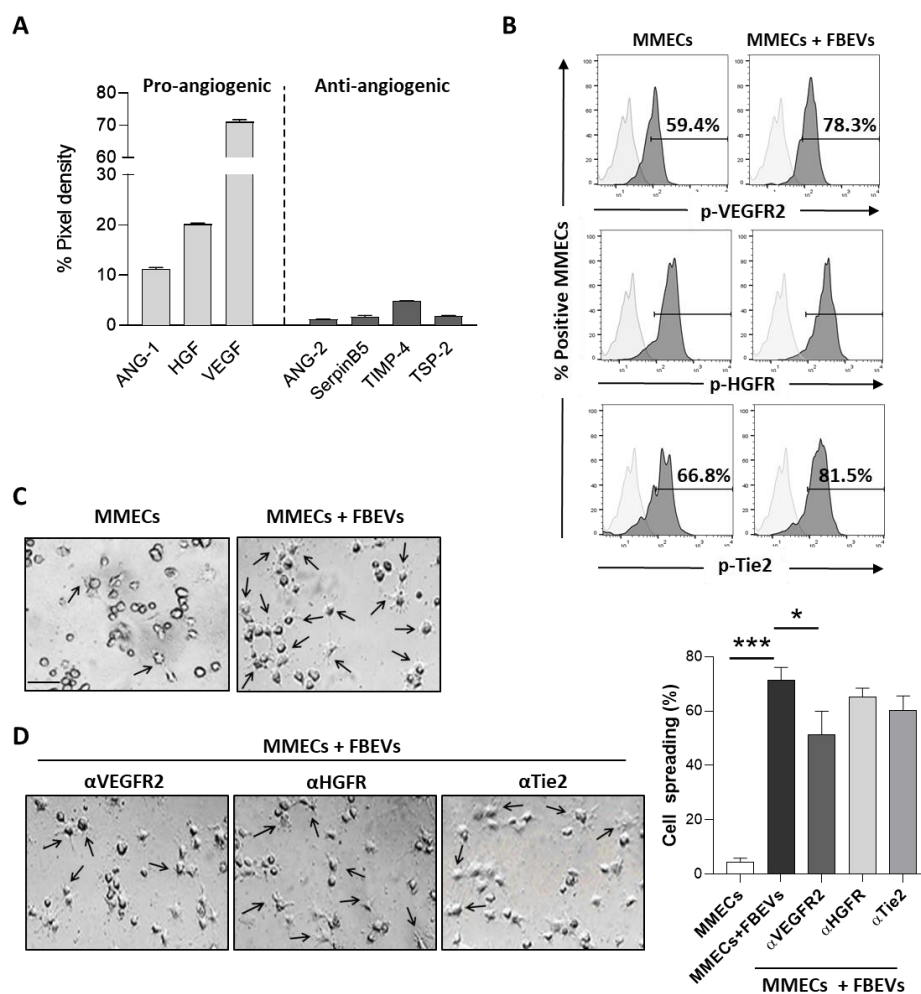 A
Pro-angiogenic
Anti-angiogenic
% Pixel density
80
70
60
30
20
10
0
ANG-1
HGF
VEGF
ANG-2
SerpinB5
TIMP-4
TSP-2
B
MMECs
MMECs + FBEVs
59.4%
78.3%
p-VEGFR2
% Positive MMECs
p-HGFR
66.8%
81.5%
p-Tie2
C
MMECs
MMECs + FBEVs
D
MMECs + FBEVs
αVEGFR2
αHGFR
αTie2
***
*
Cell spreading (%)
80
60
40
20
0
MMECs
MMECs+FBEVs
αVEGFR2
αHGFR
αTie2
MMECs + FBEVs